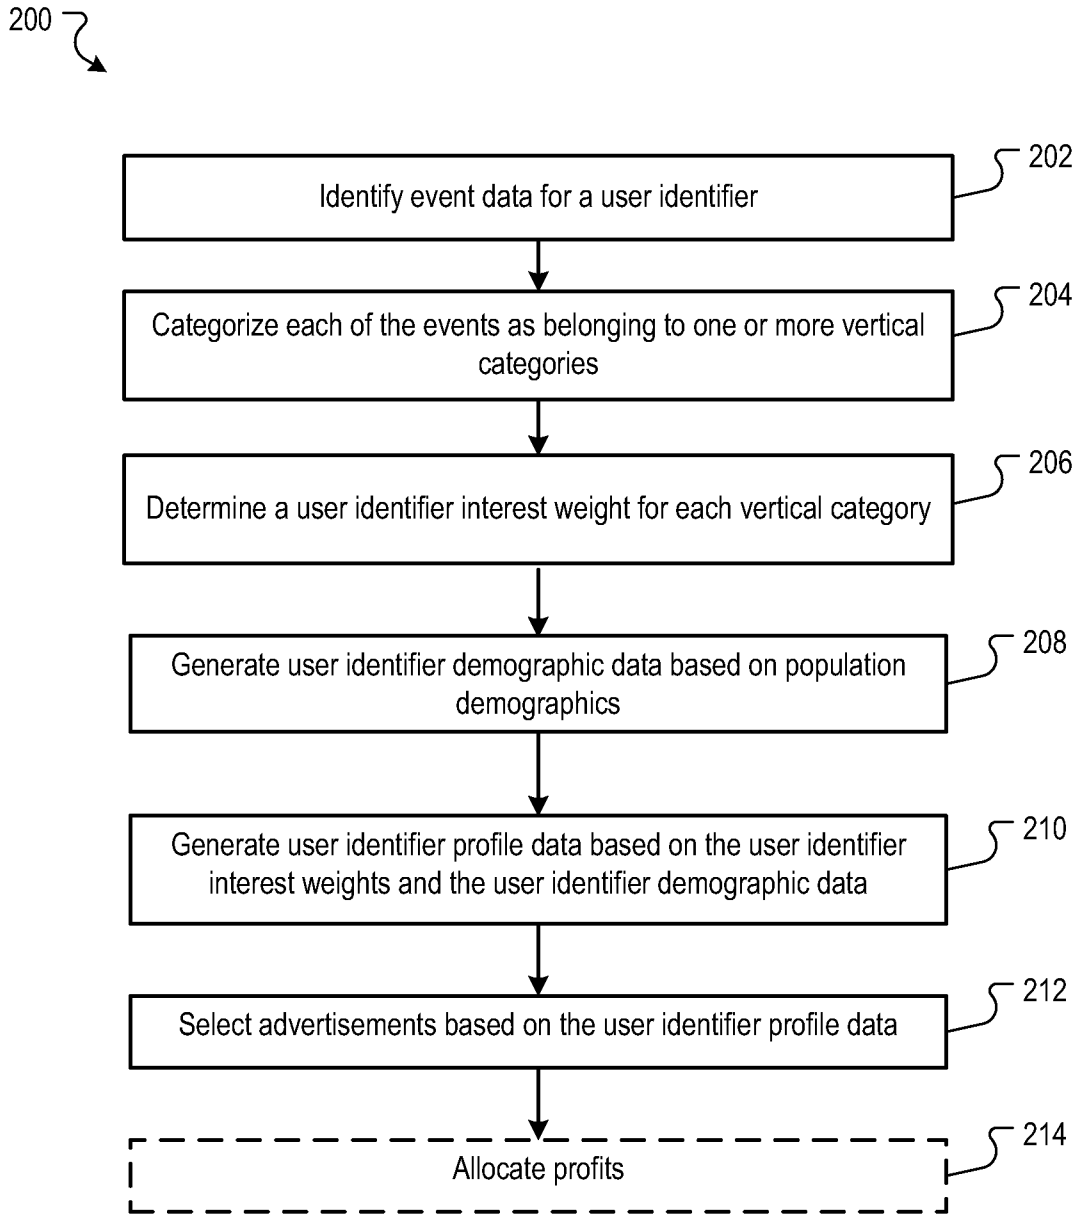 200
202
Identify event data for a user identifier
204
Categorize each of the events as belonging to one or more vertical
categories
206
Determine a user identifier interest weight for each vertical category
208
Generate user identifier demographic data based on population
demographics
210
Generate user identifier profile data based on the user identifier
interest weights and the user identifier demographic data
212
Select advertisements based on the user identifier profile data
214
Allocate profits